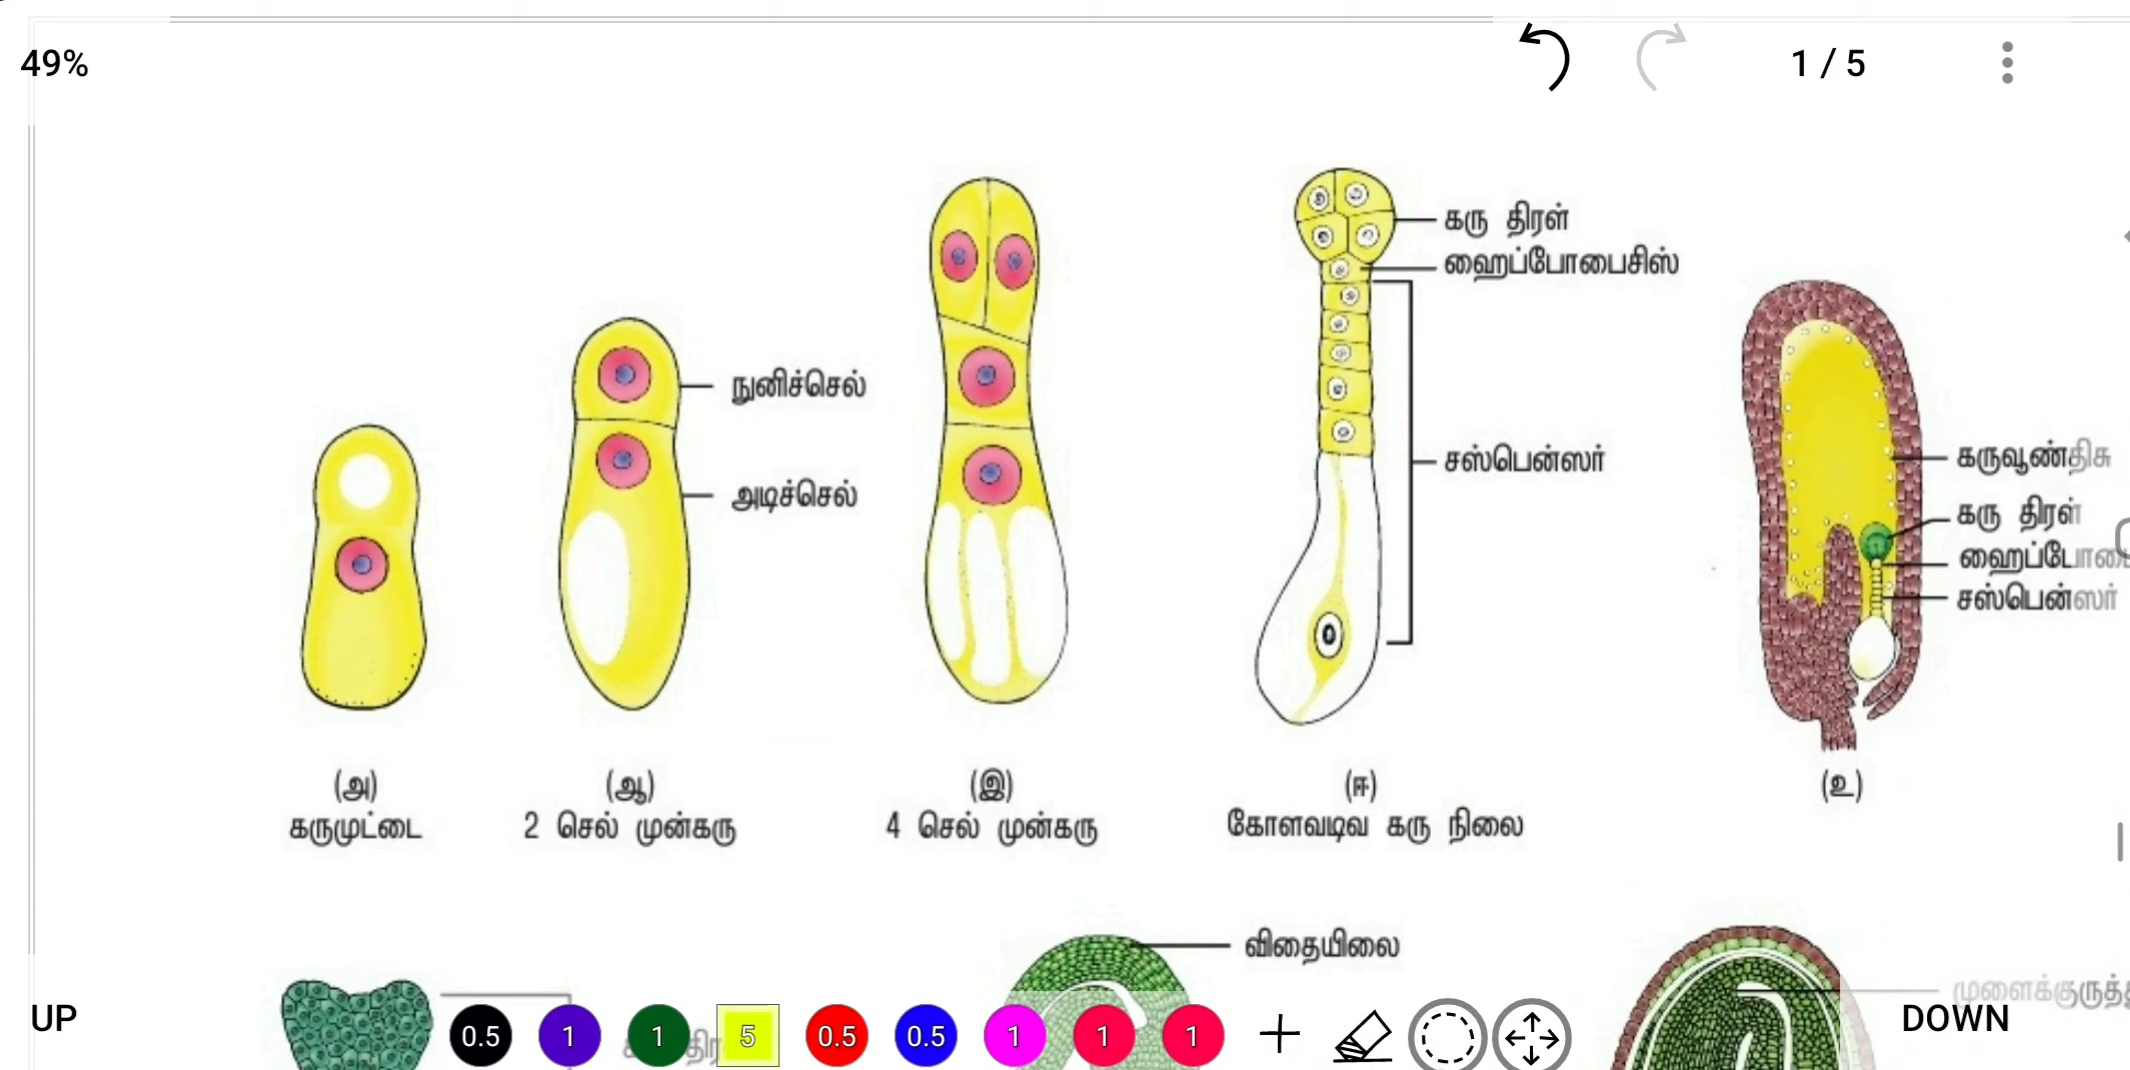 49%
1 / 5
கரு திரள்
ஹைப்போபைசிஸ்
நுனிச்செல்
அடிச்செல்
சஸ்பென்ஸர்
கருவூண்திசு
கரு திரள்
சஸ்பென்ஸர்
(அ)
கருமுட்டை
(ஆ)
2 செல் முன்கரு
(இ)
4 செல் முன்கரு
(ஈ)
கோளவடிவ கரு நிலை
(உ)
விதையிலை
UP
0.5
1
1
5
0.5
0.5
1
1
1
DOWN